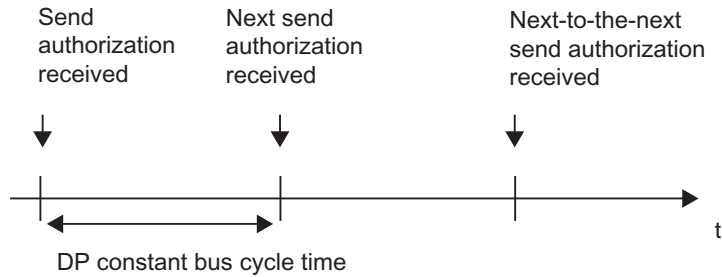 Send
authorization
received
Next send
authorization
received
Next-to-the-next
send authorization
received
t
DP constant bus cycle time